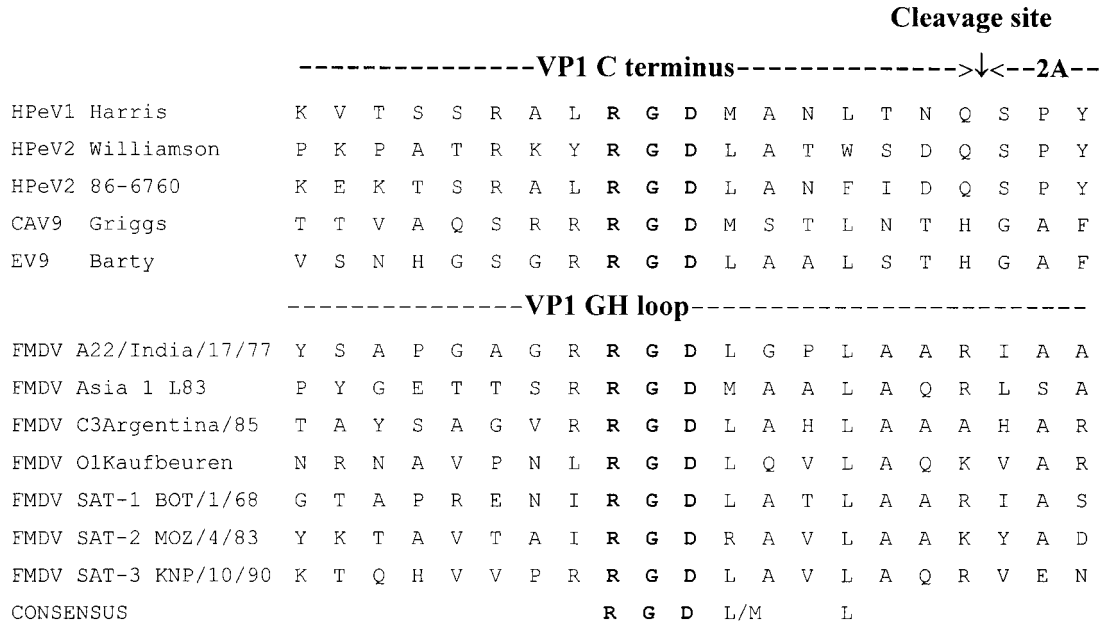 Cleavage site
---------------VP1 C terminus-------------->↓<--2A--
HPeV1 Harris K V T S S R A L R G D M A N L T N Q S P Y
HPeV2 Williamson P K P A T R K Y R G D L A T W S D Q S P Y
HPeV2 86-6760 K E K T S R A L R G D L A N F I D Q S P Y
CAV9 Griggs T T V A Q S R R R G D M S T L N T H G A F
EV9 Barty V S N H G S G R R G D L A A L S T H G A F
---------------VP1 GH loop-------------------------
FMDV A22/India/17/77 Y S A P G A G R R G D L G P L A A R I A A
FMDV Asia 1 L83 P Y G E T T S R R G D M A A L A Q R L S A
FMDV C3Argentina/85 T A Y S A G V R R G D L A H L A A A H A R
FMDV O1Kaufbeuren N R N A V P N L R G D L Q V L A Q K V A R
FMDV SAT-1 BOT/1/68 G T A P R E N I R G D L A T L A A R I A S
FMDV SAT-2 MOZ/4/83 Y K T A V T A I R G D R A V L A A K Y A D
FMDV SAT-3 KNP/10/90 K T Q H V V P R R G D L A V L A Q R V E N
CONSENSUS R G D L/M L